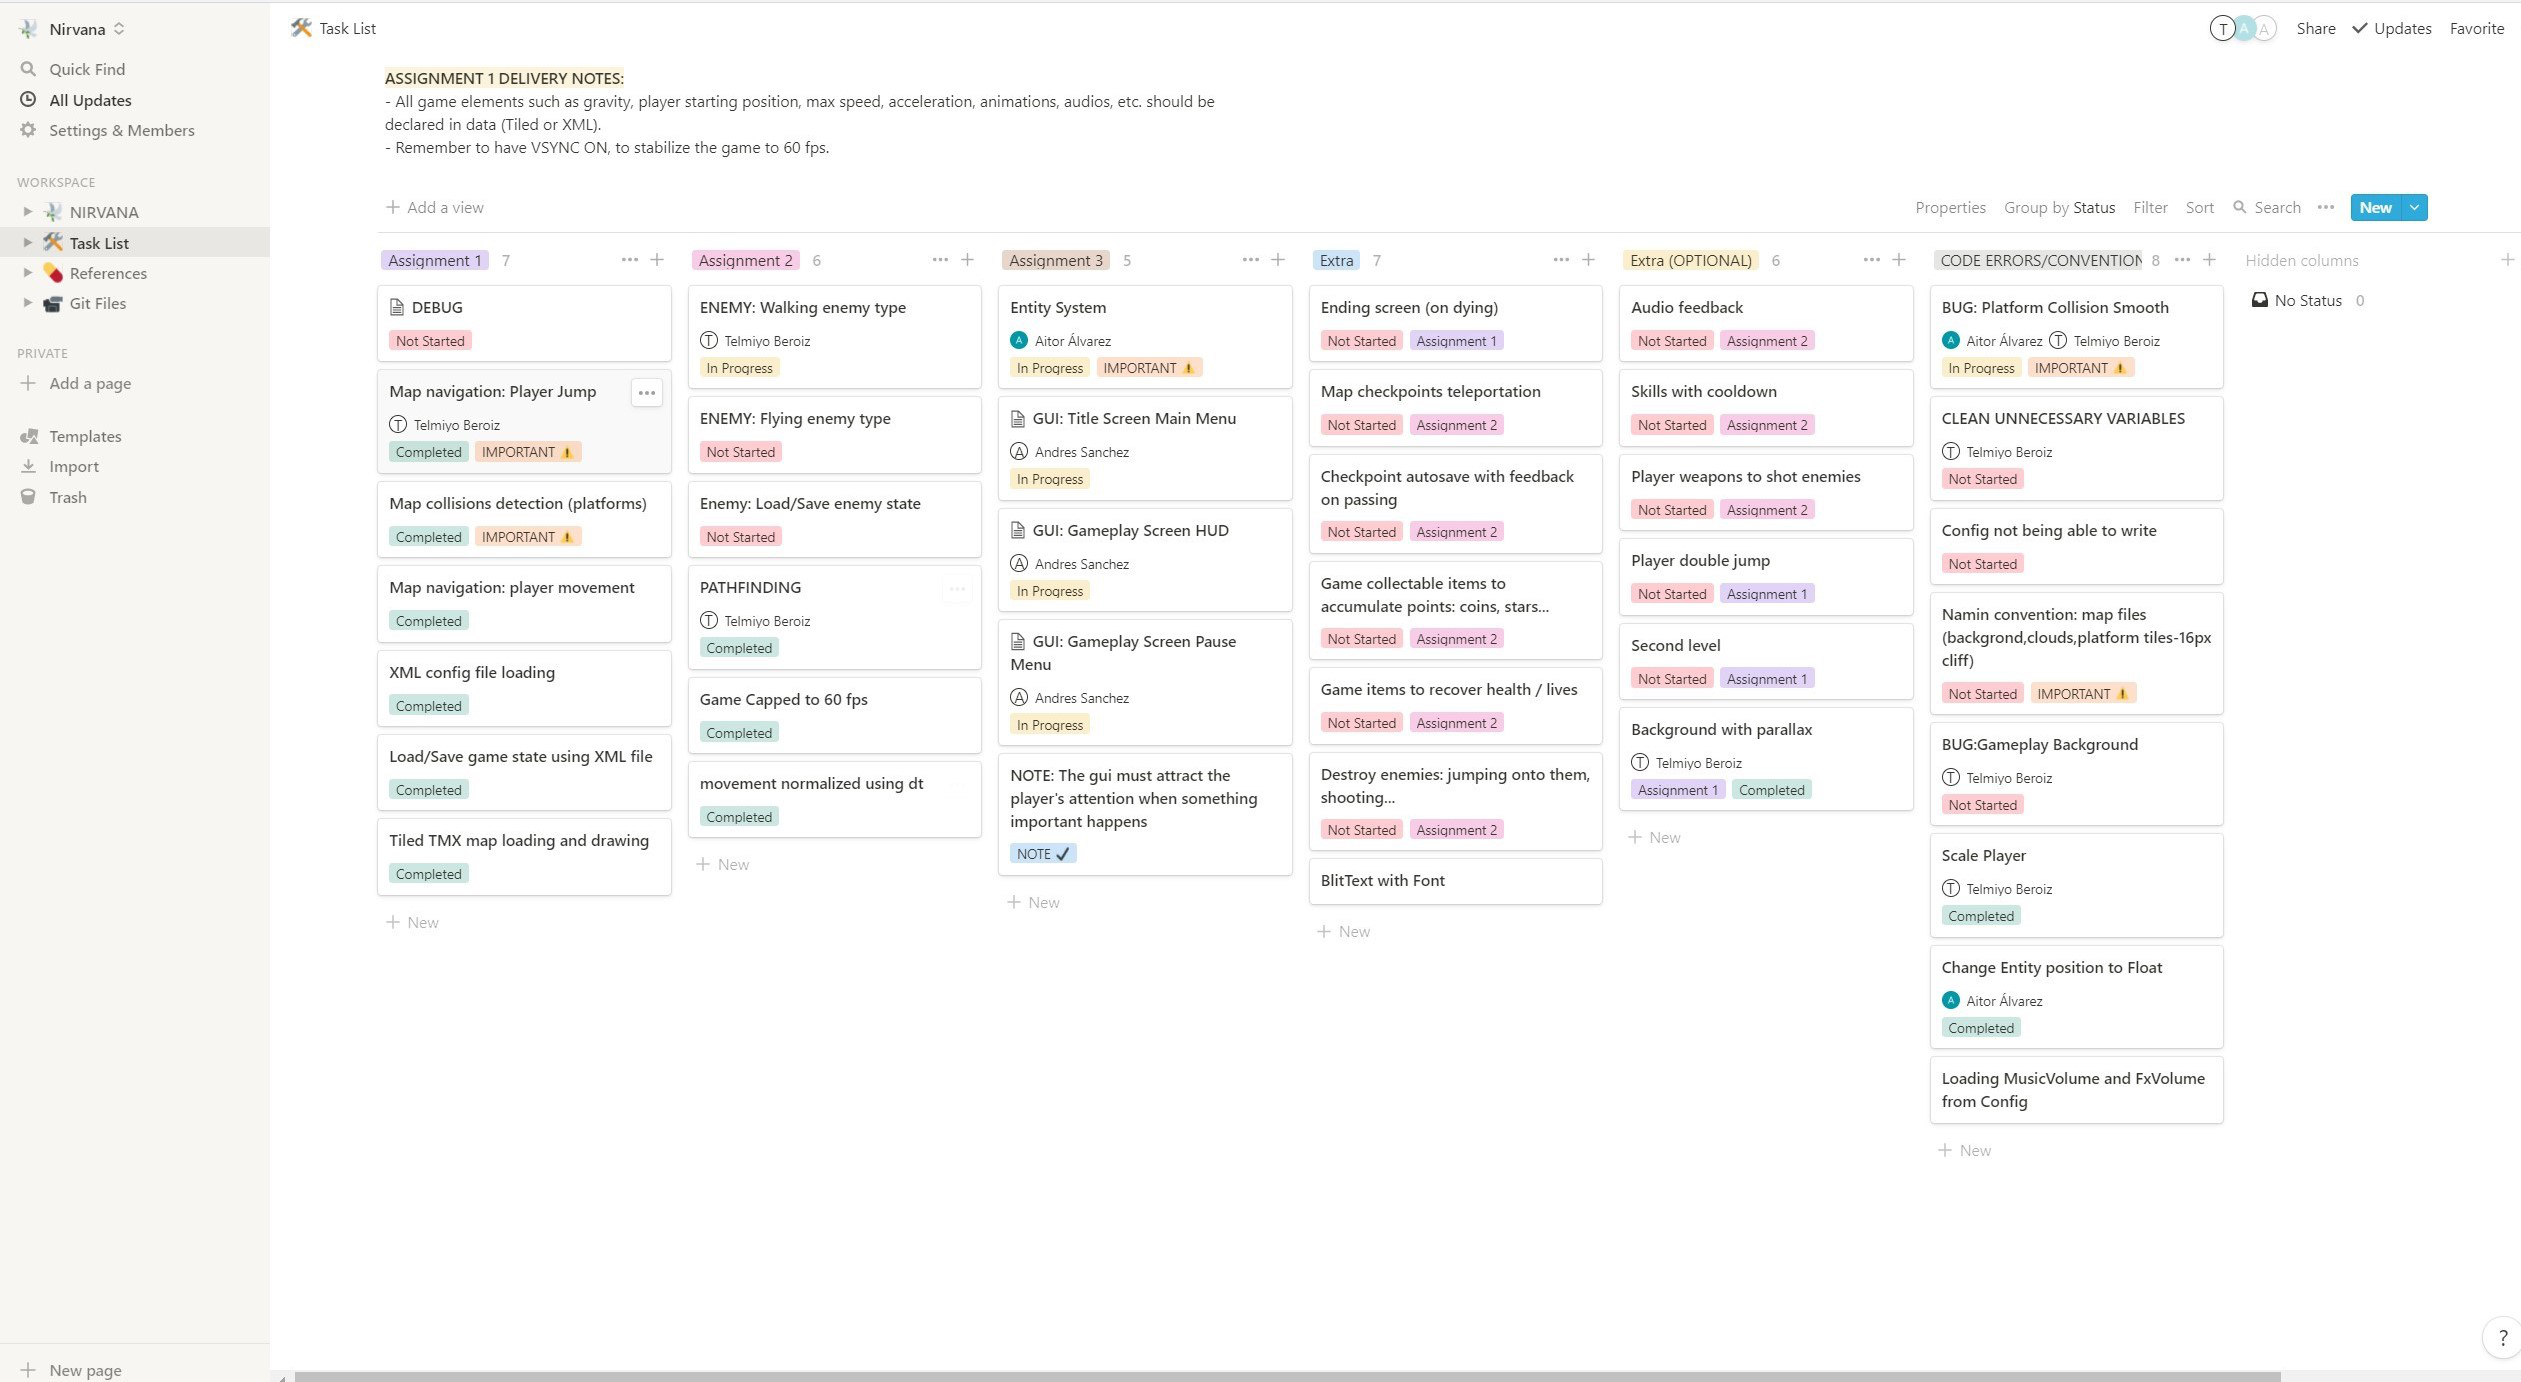 Nirvana
Quick Find
All Updates
Settings & Members
WORKSPACE
NIRVANA
Task List
References
Git Files
PRIVATE
Add a page
Templates
Import
Trash
New page
Task List
T A A Share Updates Favorite
ASSIGNMENT 1 DELIVERY NOTES:
- All game elements such as gravity, player starting position, max speed, acceleration, animations, audios, etc. should be
declared in data (Tiled or XML).
- Remember to have VSYNC ON, to stabilize the game to 60 fps.
Add a view
Properties Group by Status Filter Sort Search New
Assignment 1 7
DEBUG
Not Started
Map navigation: Player Jump
T Telmiyo Beroiz
Completed IMPORTANT ⚠
Map collisions detection (platforms)
Completed IMPORTANT ⚠
Map navigation: player movement
Completed
XML config file loading
Completed
Load/Save game state using XML file
Completed
Tiled TMX map loading and drawing
Completed
New
Assignment 2 6
ENEMY: Walking enemy type
T Telmiyo Beroiz
In Progress
ENEMY: Flying enemy type
Not Started
Enemy: Load/Save enemy state
Not Started
PATHFINDING
T Telmiyo Beroiz
Completed
Game Capped to 60 fps
Completed
movement normalized using dt
Completed
New
Assignment 3 5
Entity System
A Aitor Álvarez
In Progress IMPORTANT ⚠
GUI: Title Screen Main Menu
A Andres Sanchez
In Progress
GUI: Gameplay Screen HUD
A Andres Sanchez
In Progress
GUI: Gameplay Screen Pause
Menu
A Andres Sanchez
In Progress
NOTE: The gui must attract the
player's attention when something
important happens
NOTE ✔
New
Extra 7
Ending screen (on dying)
Not Started Assignment 1
Map checkpoints teleportation
Not Started Assignment 2
Checkpoint autosave with feedback
on passing
Not Started Assignment 2
Game collectable items to
accumulate points: coins, stars...
Not Started Assignment 2
Game items to recover health / lives
Not Started Assignment 2
Destroy enemies: jumping onto them,
shooting...
Not Started Assignment 2
BlitText with Font
New
Extra (OPTIONAL) 6
Audio feedback
Not Started Assignment 2
Skills with cooldown
Not Started Assignment 2
Player weapons to shot enemies
Not Started Assignment 2
Player double jump
Not Started Assignment 1
Second level
Not Started Assignment 1
Background with parallax
T Telmiyo Beroiz
Assignment 1 Completed
New
CODE ERRORS/CONVENTION 8
BUG: Platform Collision Smooth
A Aitor Álvarez T Telmiyo Beroiz
In Progress IMPORTANT ⚠
CLEAN UNNECESSARY VARIABLES
T Telmiyo Beroiz
Not Started
Config not being able to write
Not Started
Namin convention: map files
(backgrond,clouds,platform tiles-16px
cliff)
Not Started IMPORTANT ⚠
BUG:Gameplay Background
T Telmiyo Beroiz
Not Started
Scale Player
T Telmiyo Beroiz
Completed
Change Entity position to Float
A Aitor Álvarez
Completed
Loading MusicVolume and FxVolume
from Config
New
Hidden columns
No Status 0
?